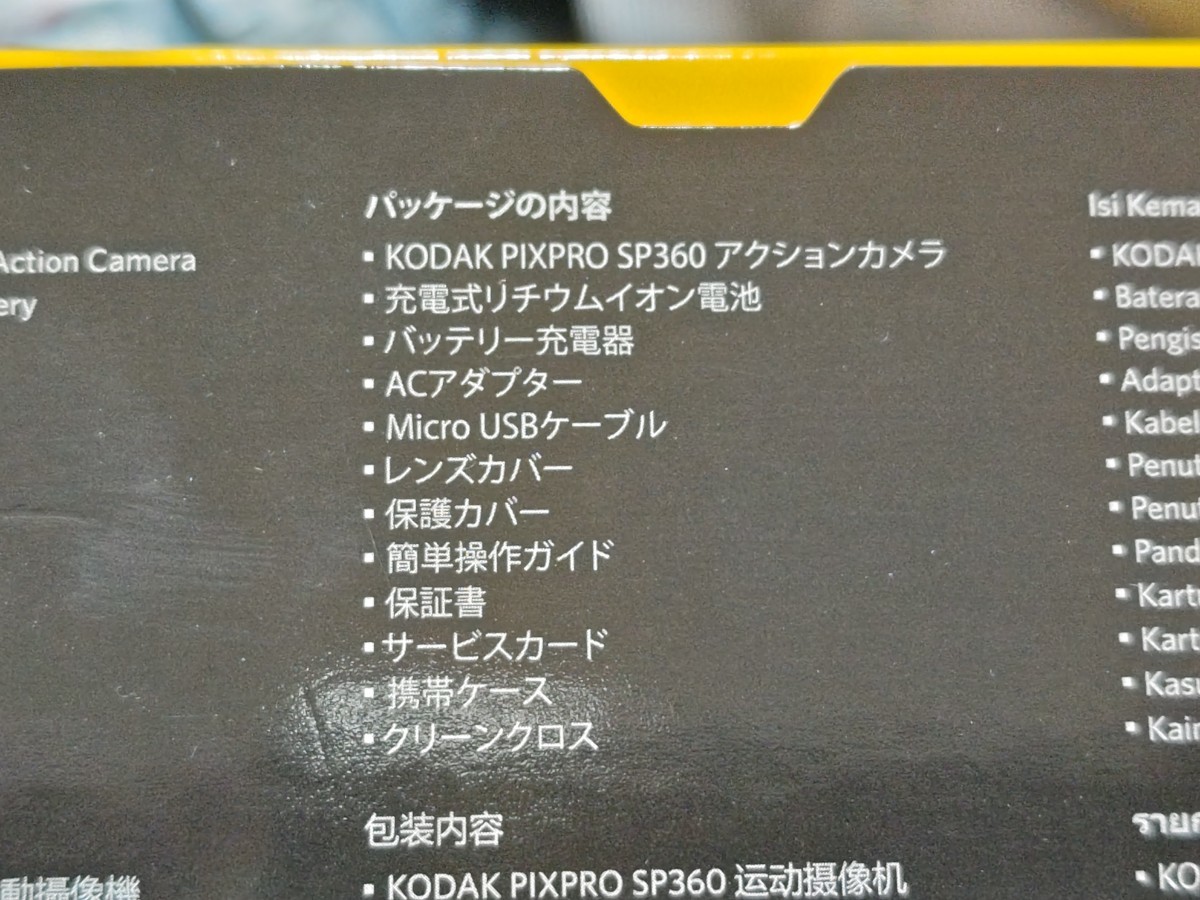 Action Camera
パッケージの内容
▪ KODAK PIXPRO SP360 アクションカメラ
▪ 充電式リチウムイオン電池
▪ バッテリー充電器
▪ ACアダプター
▪ Micro USBケーブル
▪ レンズカバー
▪ 保護カバー
▪ 簡単操作ガイド
▪ 保証書
▪ サービスカード
▪ 携帯ケース
▪ クリーンクロス
包装内容
▪ KODAK PIXPRO SP360 运动摄像机
動攝像機
Isi